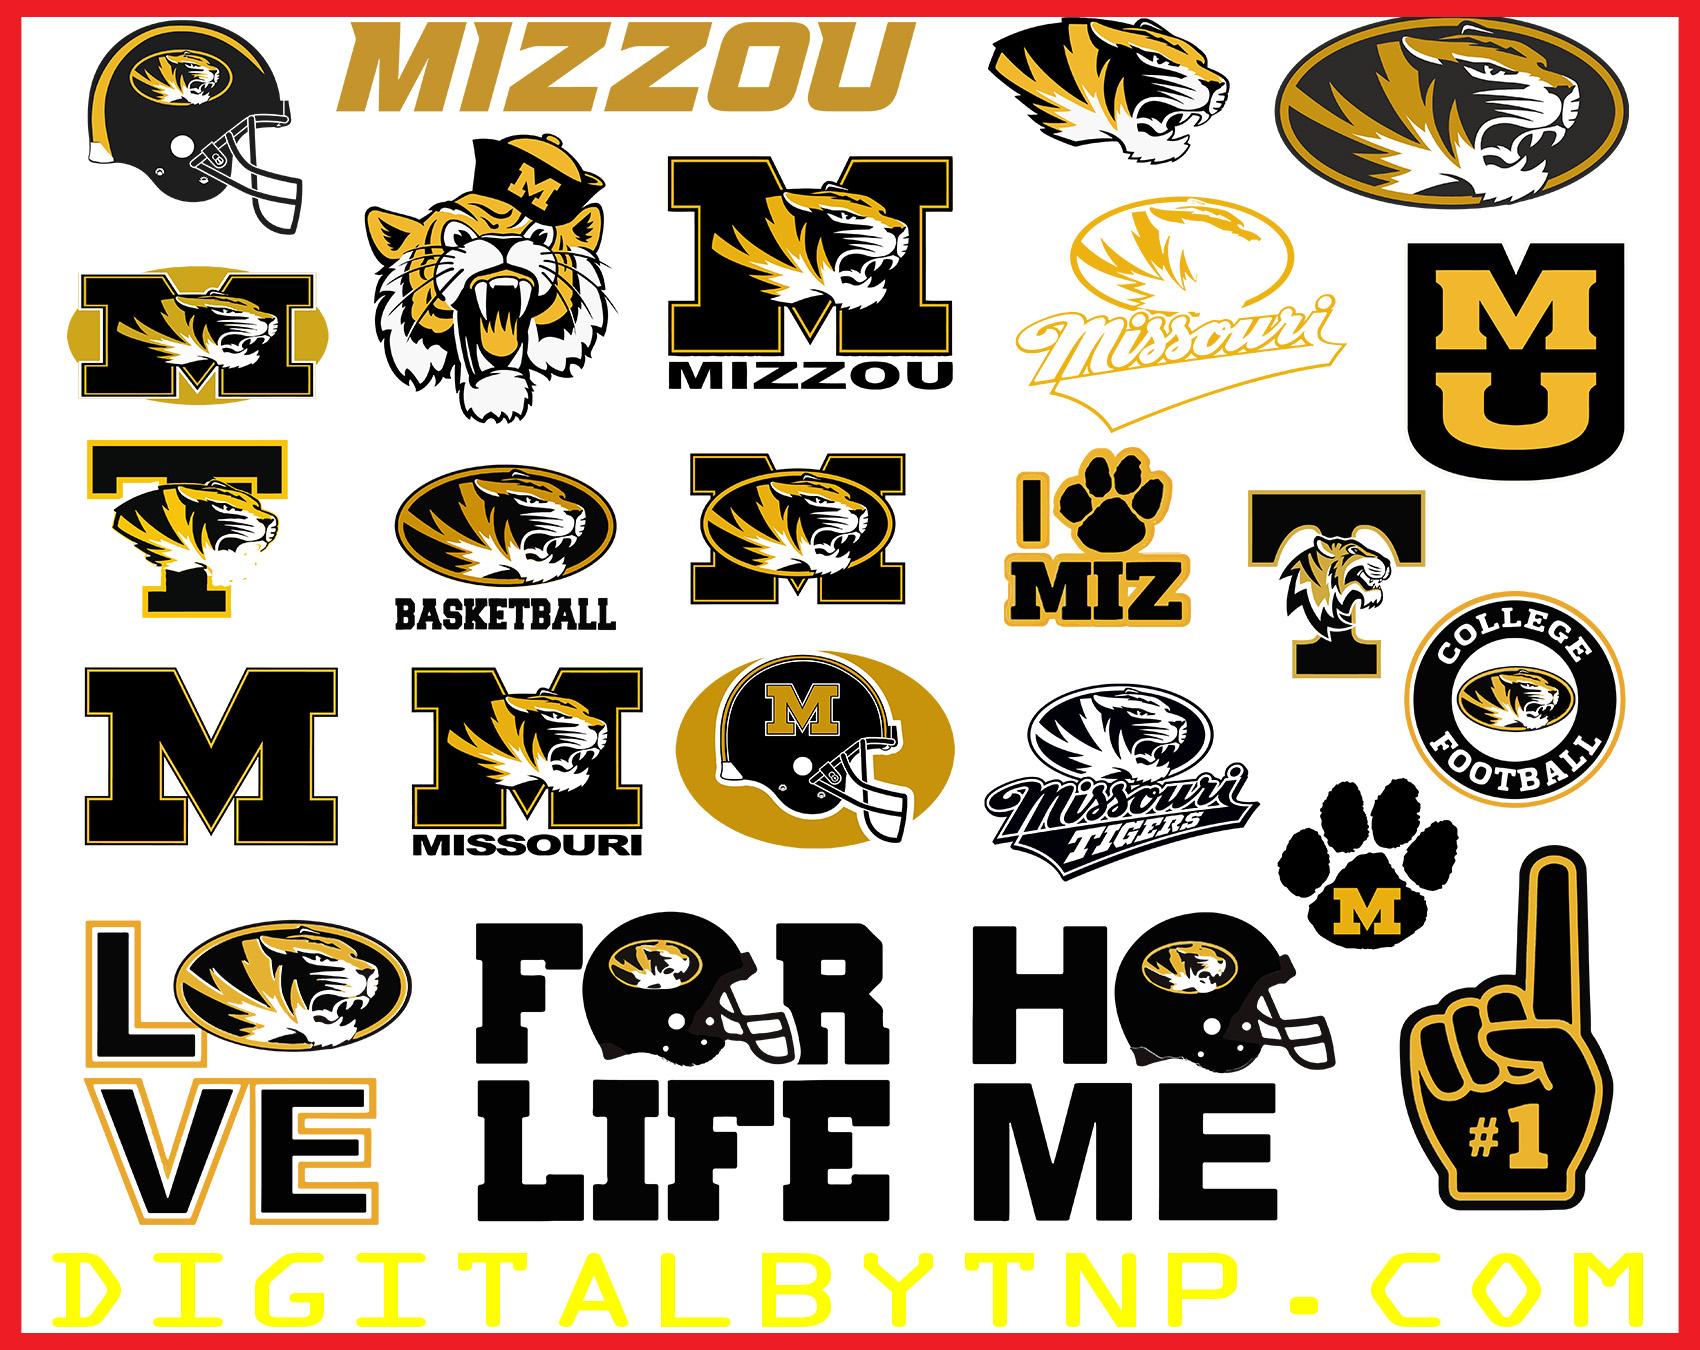 MIZZOU
M
MIZZOU
Missouri
M
U
BASKETBALL
I
MIZ
T
T
COLLEGE
FOOTBALL
M
M
MISSOURI
M
Missouri
TIGERS
M
L
VE
F R
LIFE
H
ME
#1
DIGITALBYTNP.COM